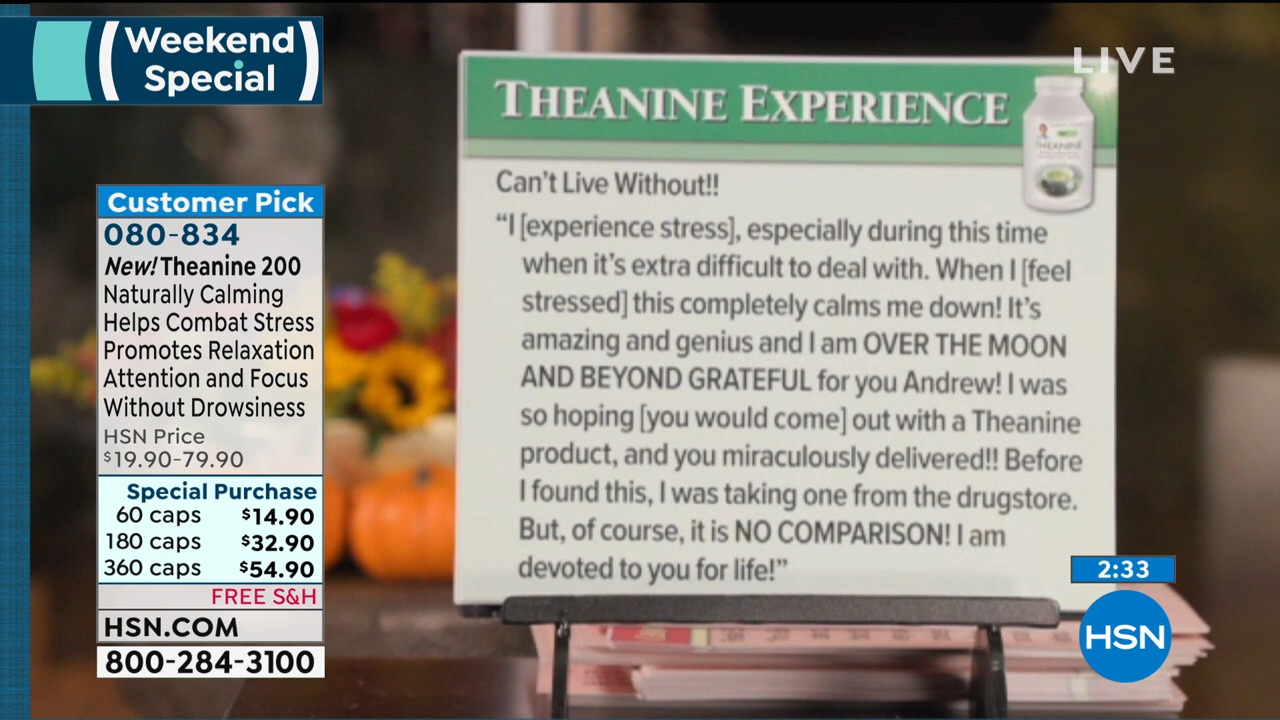 (Weekend
Special)
LIVE
Customer Pick
080-834
New! Theanine 200
Naturally Calming
Helps Combat Stress
Promotes Relaxation
Attention and Focus
Without Drowsiness
HSN Price
$19.90-79.90
Special Purchase
60 caps $14.90
180 caps $32.90
360 caps $54.90
FREE S&H
HSN.COM
800-284-3100
THEANINE EXPERIENCE
THEANINE
Can't Live Without!!
“I [experience stress], especially during this time
when it's extra difficult to deal with. When I [feel
stressed] this completely calms me down! It's
amazing and genius and I am OVER THE MOON
AND BEYOND GRATEFUL for you Andrew! I was
so hoping [you would come] out with a Theanine
product, and you miraculously delivered!! Before
I found this, I was taking one from the drugstore.
But, of course, it is NO COMPARISON! I am
devoted to you for life!”
2:33
HSN